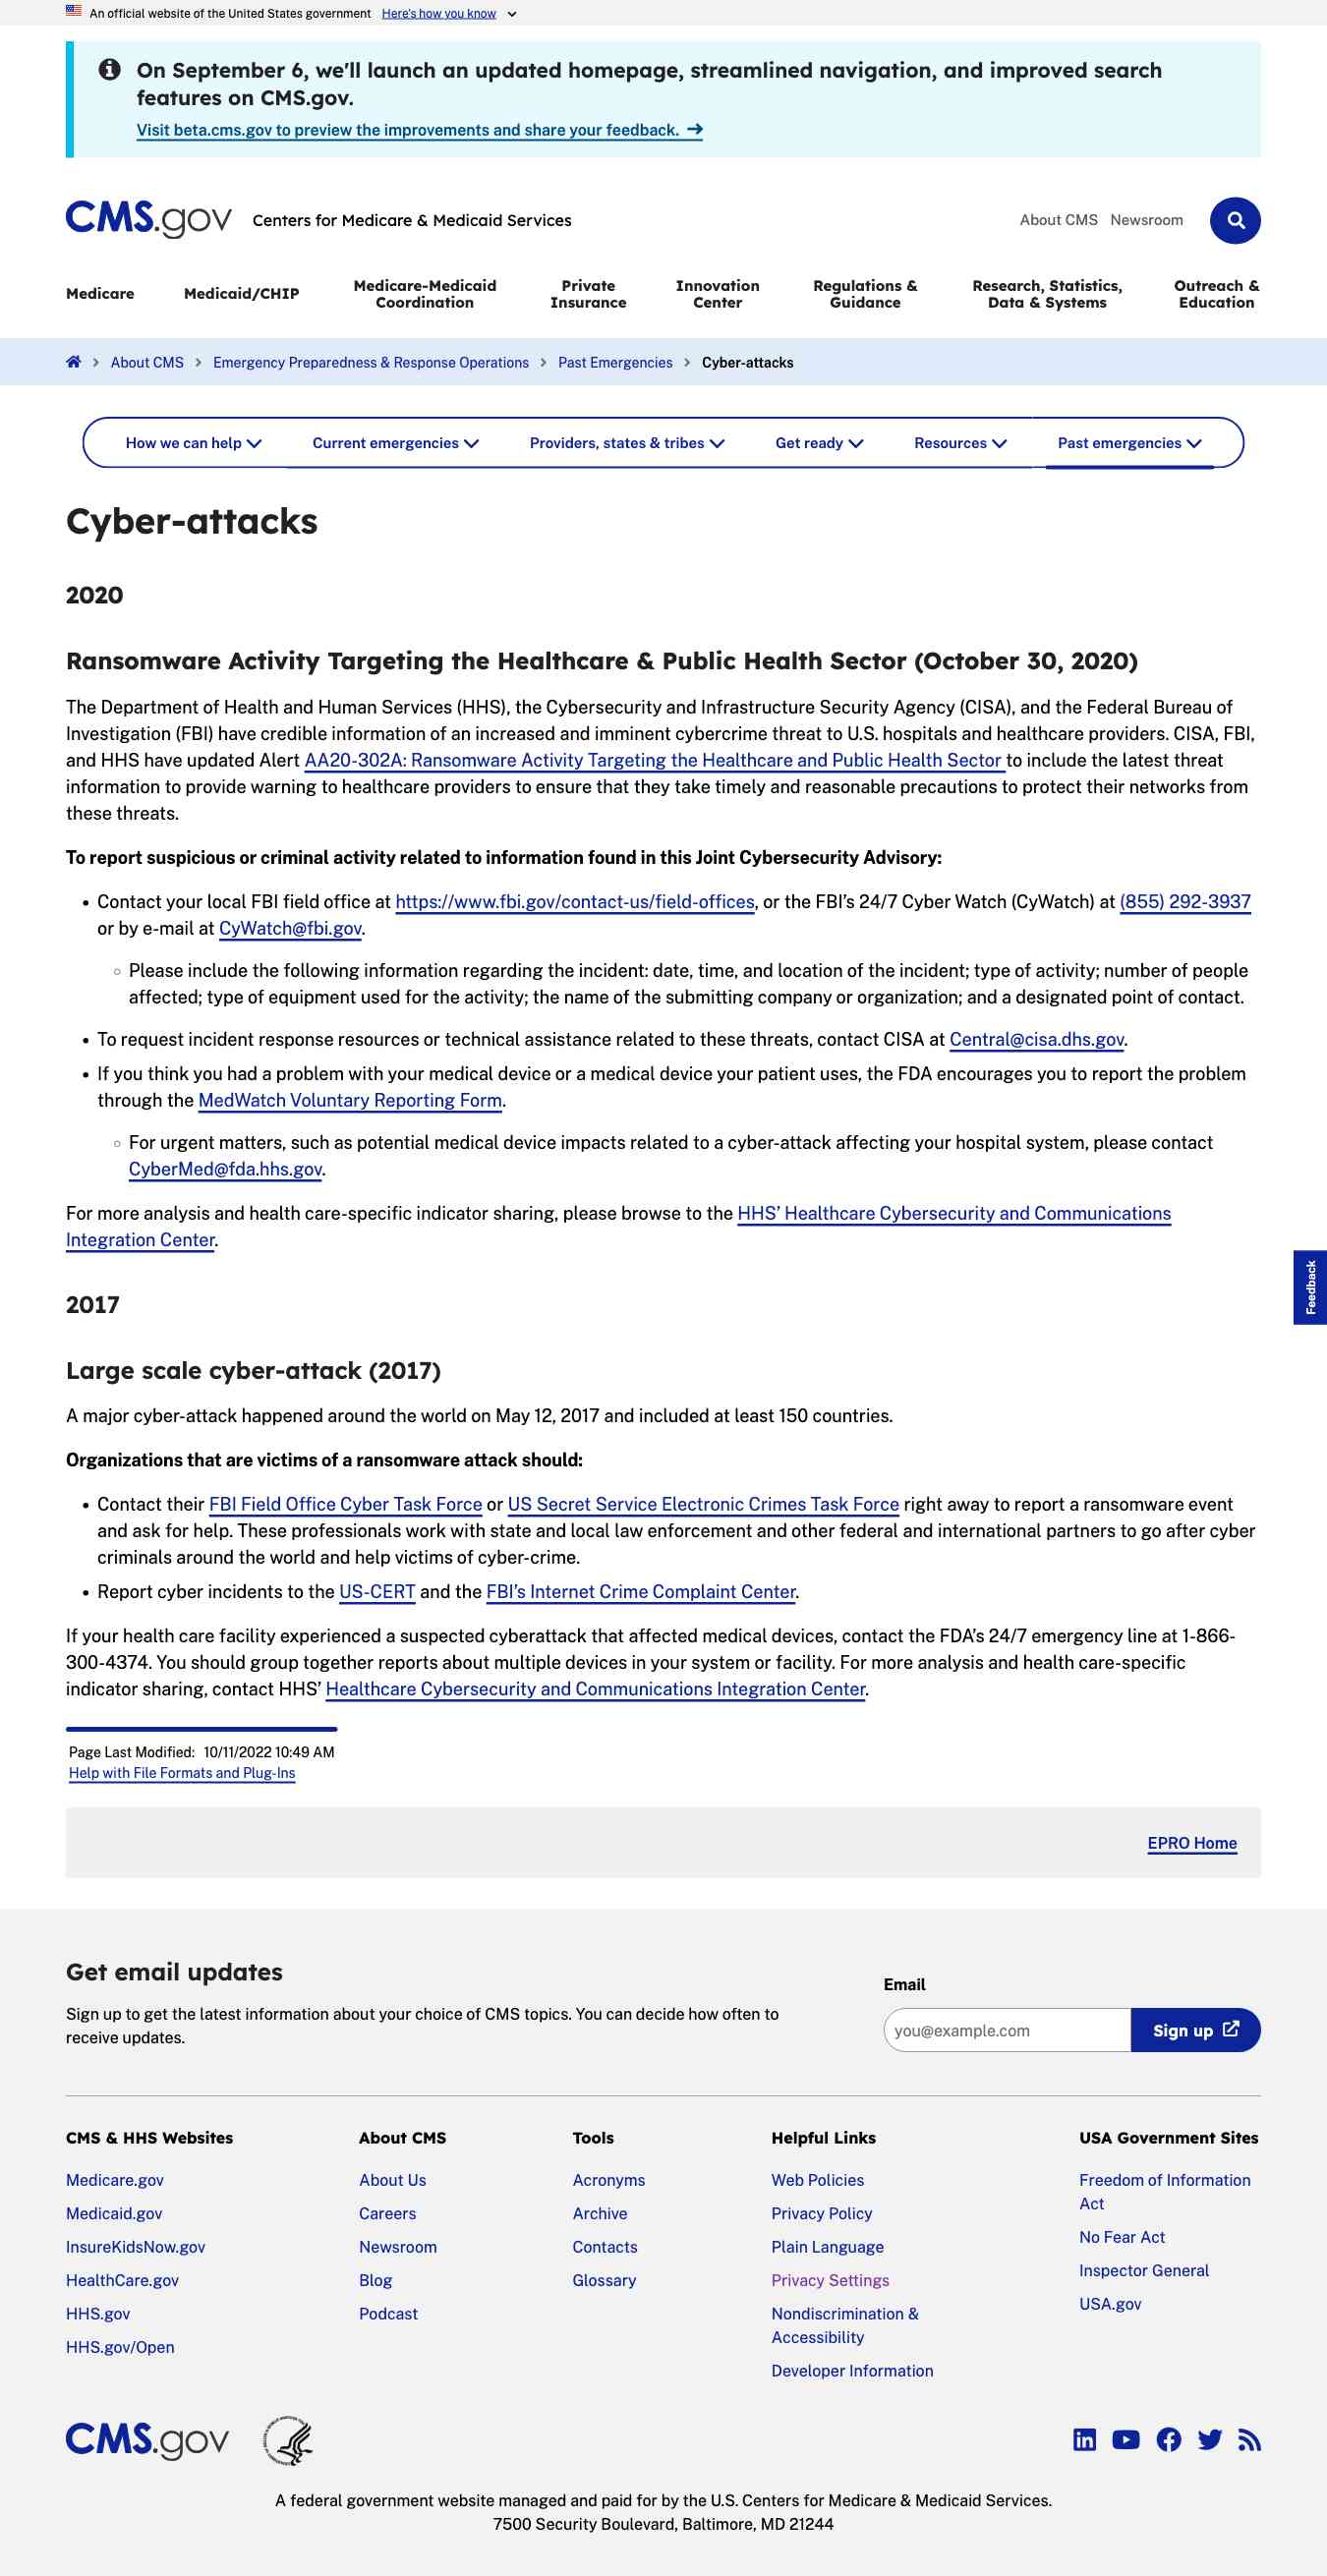 An official website of the United States government Here's how you know
On September 6, we'll launch an updated homepage, streamlined navigation, and improved search
features on CMS.gov.
Visit beta.cms.gov to preview the improvements and share your feedback.
CMS.gov Centers for Medicare & Medicaid Services About CMS Newsroom
Medicare Medicaid/CHIP Medicare-Medicaid Coordination Private Insurance Innovation Center Regulations & Guidance Research, Statistics, Data & Systems Outreach & Education
About CMS Emergency Preparedness & Response Operations Past Emergencies Cyber-attacks
How we can help Current emergencies Providers, states & tribes Get ready Resources Past emergencies
Cyber-attacks
2020
Ransomware Activity Targeting the Healthcare & Public Health Sector (October 30, 2020)
The Department of Health and Human Services (HHS), the Cybersecurity and Infrastructure Security Agency (CISA), and the Federal Bureau of
Investigation (FBI) have credible information of an increased and imminent cybercrime threat to U.S. hospitals and healthcare providers. CISA, FBI,
and HHS have updated Alert AA20-302A: Ransomware Activity Targeting the Healthcare and Public Health Sector to include the latest threat
information to provide warning to healthcare providers to ensure that they take timely and reasonable precautions to protect their networks from
these threats.
To report suspicious or criminal activity related to information found in this Joint Cybersecurity Advisory:
• Contact your local FBI field office at https://www.fbi.gov/contact-us/field-offices, or the FBI’s 24/7 Cyber Watch (CyWatch) at (855) 292-3937
or by e-mail at CyWatch@fbi.gov.
○ Please include the following information regarding the incident: date, time, and location of the incident; type of activity; number of people
affected; type of equipment used for the activity; the name of the submitting company or organization; and a designated point of contact.
• To request incident response resources or technical assistance related to these threats, contact CISA at Central@cisa.dhs.gov.
• If you think you had a problem with your medical device or a medical device your patient uses, the FDA encourages you to report the problem
through the MedWatch Voluntary Reporting Form.
○ For urgent matters, such as potential medical device impacts related to a cyber-attack affecting your hospital system, please contact
CyberMed@fda.hhs.gov.
For more analysis and health care-specific indicator sharing, please browse to the HHS’ Healthcare Cybersecurity and Communications
Integration Center.
Feedback
2017
Large scale cyber-attack (2017)
A major cyber-attack happened around the world on May 12, 2017 and included at least 150 countries.
Organizations that are victims of a ransomware attack should:
• Contact their FBI Field Office Cyber Task Force or US Secret Service Electronic Crimes Task Force right away to report a ransomware event
and ask for help. These professionals work with state and local law enforcement and other federal and international partners to go after cyber
criminals around the world and help victims of cyber-crime.
• Report cyber incidents to the US-CERT and the FBI’s Internet Crime Complaint Center.
If your health care facility experienced a suspected cyberattack that affected medical devices, contact the FDA’s 24/7 emergency line at 1-866-
300-4374. You should group together reports about multiple devices in your system or facility. For more analysis and health care-specific
indicator sharing, contact HHS’ Healthcare Cybersecurity and Communications Integration Center.
Page Last Modified: 10/11/2022 10:49 AM
Help with File Formats and Plug-Ins
EPRO Home
Get email updates
Sign up to get the latest information about your choice of CMS topics. You can decide how often to
receive updates.
Email
you@example.com Sign up
CMS & HHS Websites
Medicare.gov
Medicaid.gov
InsureKidsNow.gov
HealthCare.gov
HHS.gov
HHS.gov/Open
About CMS
About Us
Careers
Newsroom
Blog
Podcast
Tools
Acronyms
Archive
Contacts
Glossary
Helpful Links
Web Policies
Privacy Policy
Plain Language
Privacy Settings
Nondiscrimination &
Accessibility
Developer Information
USA Government Sites
Freedom of Information
Act
No Fear Act
Inspector General
USA.gov
CMS.gov
A federal government website managed and paid for by the U.S. Centers for Medicare & Medicaid Services.
7500 Security Boulevard, Baltimore, MD 21244